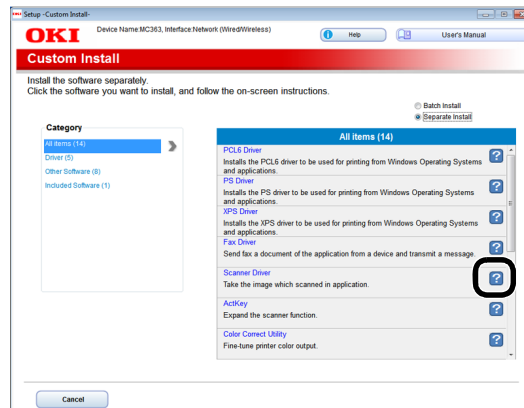 Setup -Custom Install-
OKI
Device Name:MC363, Interface:Network (Wired/Wireless)
Help
User's Manual
Custom Install
Install the software separately.
Click the software you want to install, and follow the on-screen instructions.
Batch Install
Separate Install
Category
All items (14)
Driver (5)
Other Software (8)
Included Software (1)
All items (14)
PCL6 Driver
Installs the PCL6 driver to be used for printing from Windows Operating Systems
and applications.
PS Driver
Installs the PS driver to be used for printing from Windows Operating Systems
and applications.
XPS Driver
Installs the XPS driver to be used for printing from Windows Operating Systems
and applications.
Fax Driver
Send fax a document of the application from a device and transmit a message.
Scanner Driver
Take the image which scanned in application.
ActKey
Expand the scanner function.
Color Correct Utility
Fine-tune printer color output.
Cancel